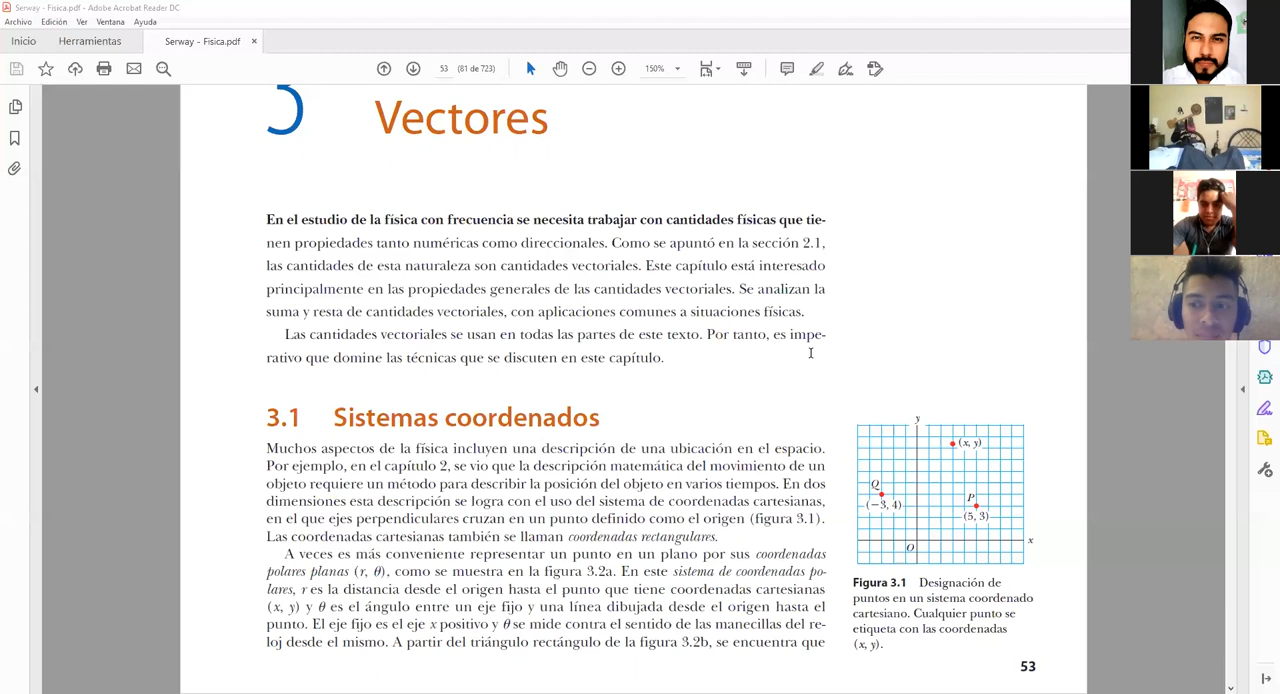 Serway - Fisica.pdf - Adobe Acrobat Reader DC
Archivo Edición Ver Ventana Ayuda
Inicio Herramientas Serway - Fisica.pdf ×
53 (81 de 723) 150%
Vectores
En el estudio de la física con frecuencia se necesita trabajar con cantidades físicas que tie-
nen propiedades tanto numéricas como direccionales. Como se apuntó en la sección 2.1,
las cantidades de esta naturaleza son cantidades vectoriales. Este capítulo está interesado
principalmente en las propiedades generales de las cantidades vectoriales. Se analizan la
suma y resta de cantidades vectoriales, con aplicaciones comunes a situaciones físicas.
Las cantidades vectoriales se usan en todas las partes de este texto. Por tanto, es impe-
rativo que domine las técnicas que se discuten en este capítulo.
3.1 Sistemas coordenados
Muchos aspectos de la física incluyen una descripción de una ubicación en el espacio.
Por ejemplo, en el capítulo 2, se vio que la descripción matemática del movimiento de un
objeto requiere un método para describir la posición del objeto en varios tiempos. En dos
dimensiones esta descripción se logra con el uso del sistema de coordenadas cartesianas,
en el que ejes perpendiculares cruzan en un punto definido como el origen (figura 3.1).
Las coordenadas cartesianas también se llaman coordenadas rectangulares.
A veces es más conveniente representar un punto en un plano por sus coordenadas
polares planas (r, θ), como se muestra en la figura 3.2a. En este sistema de coordenadas po-
lares, r es la distancia desde el origen hasta el punto que tiene coordenadas cartesianas
(x, y) y θ es el ángulo entre un eje fijo y una línea dibujada desde el origen hasta el
punto. El eje fijo es el eje x positivo y θ se mide contra el sentido de las manecillas del re-
loj desde el mismo. A partir del triángulo rectángulo de la figura 3.2b, se encuentra que
y
(x, y)
Q
(−3, 4)
P
(5, 3)
O
x
Figura 3.1 Designación de
puntos en un sistema coordenado
cartesiano. Cualquier punto se
etiqueta con las coordenadas
(x, y).
53